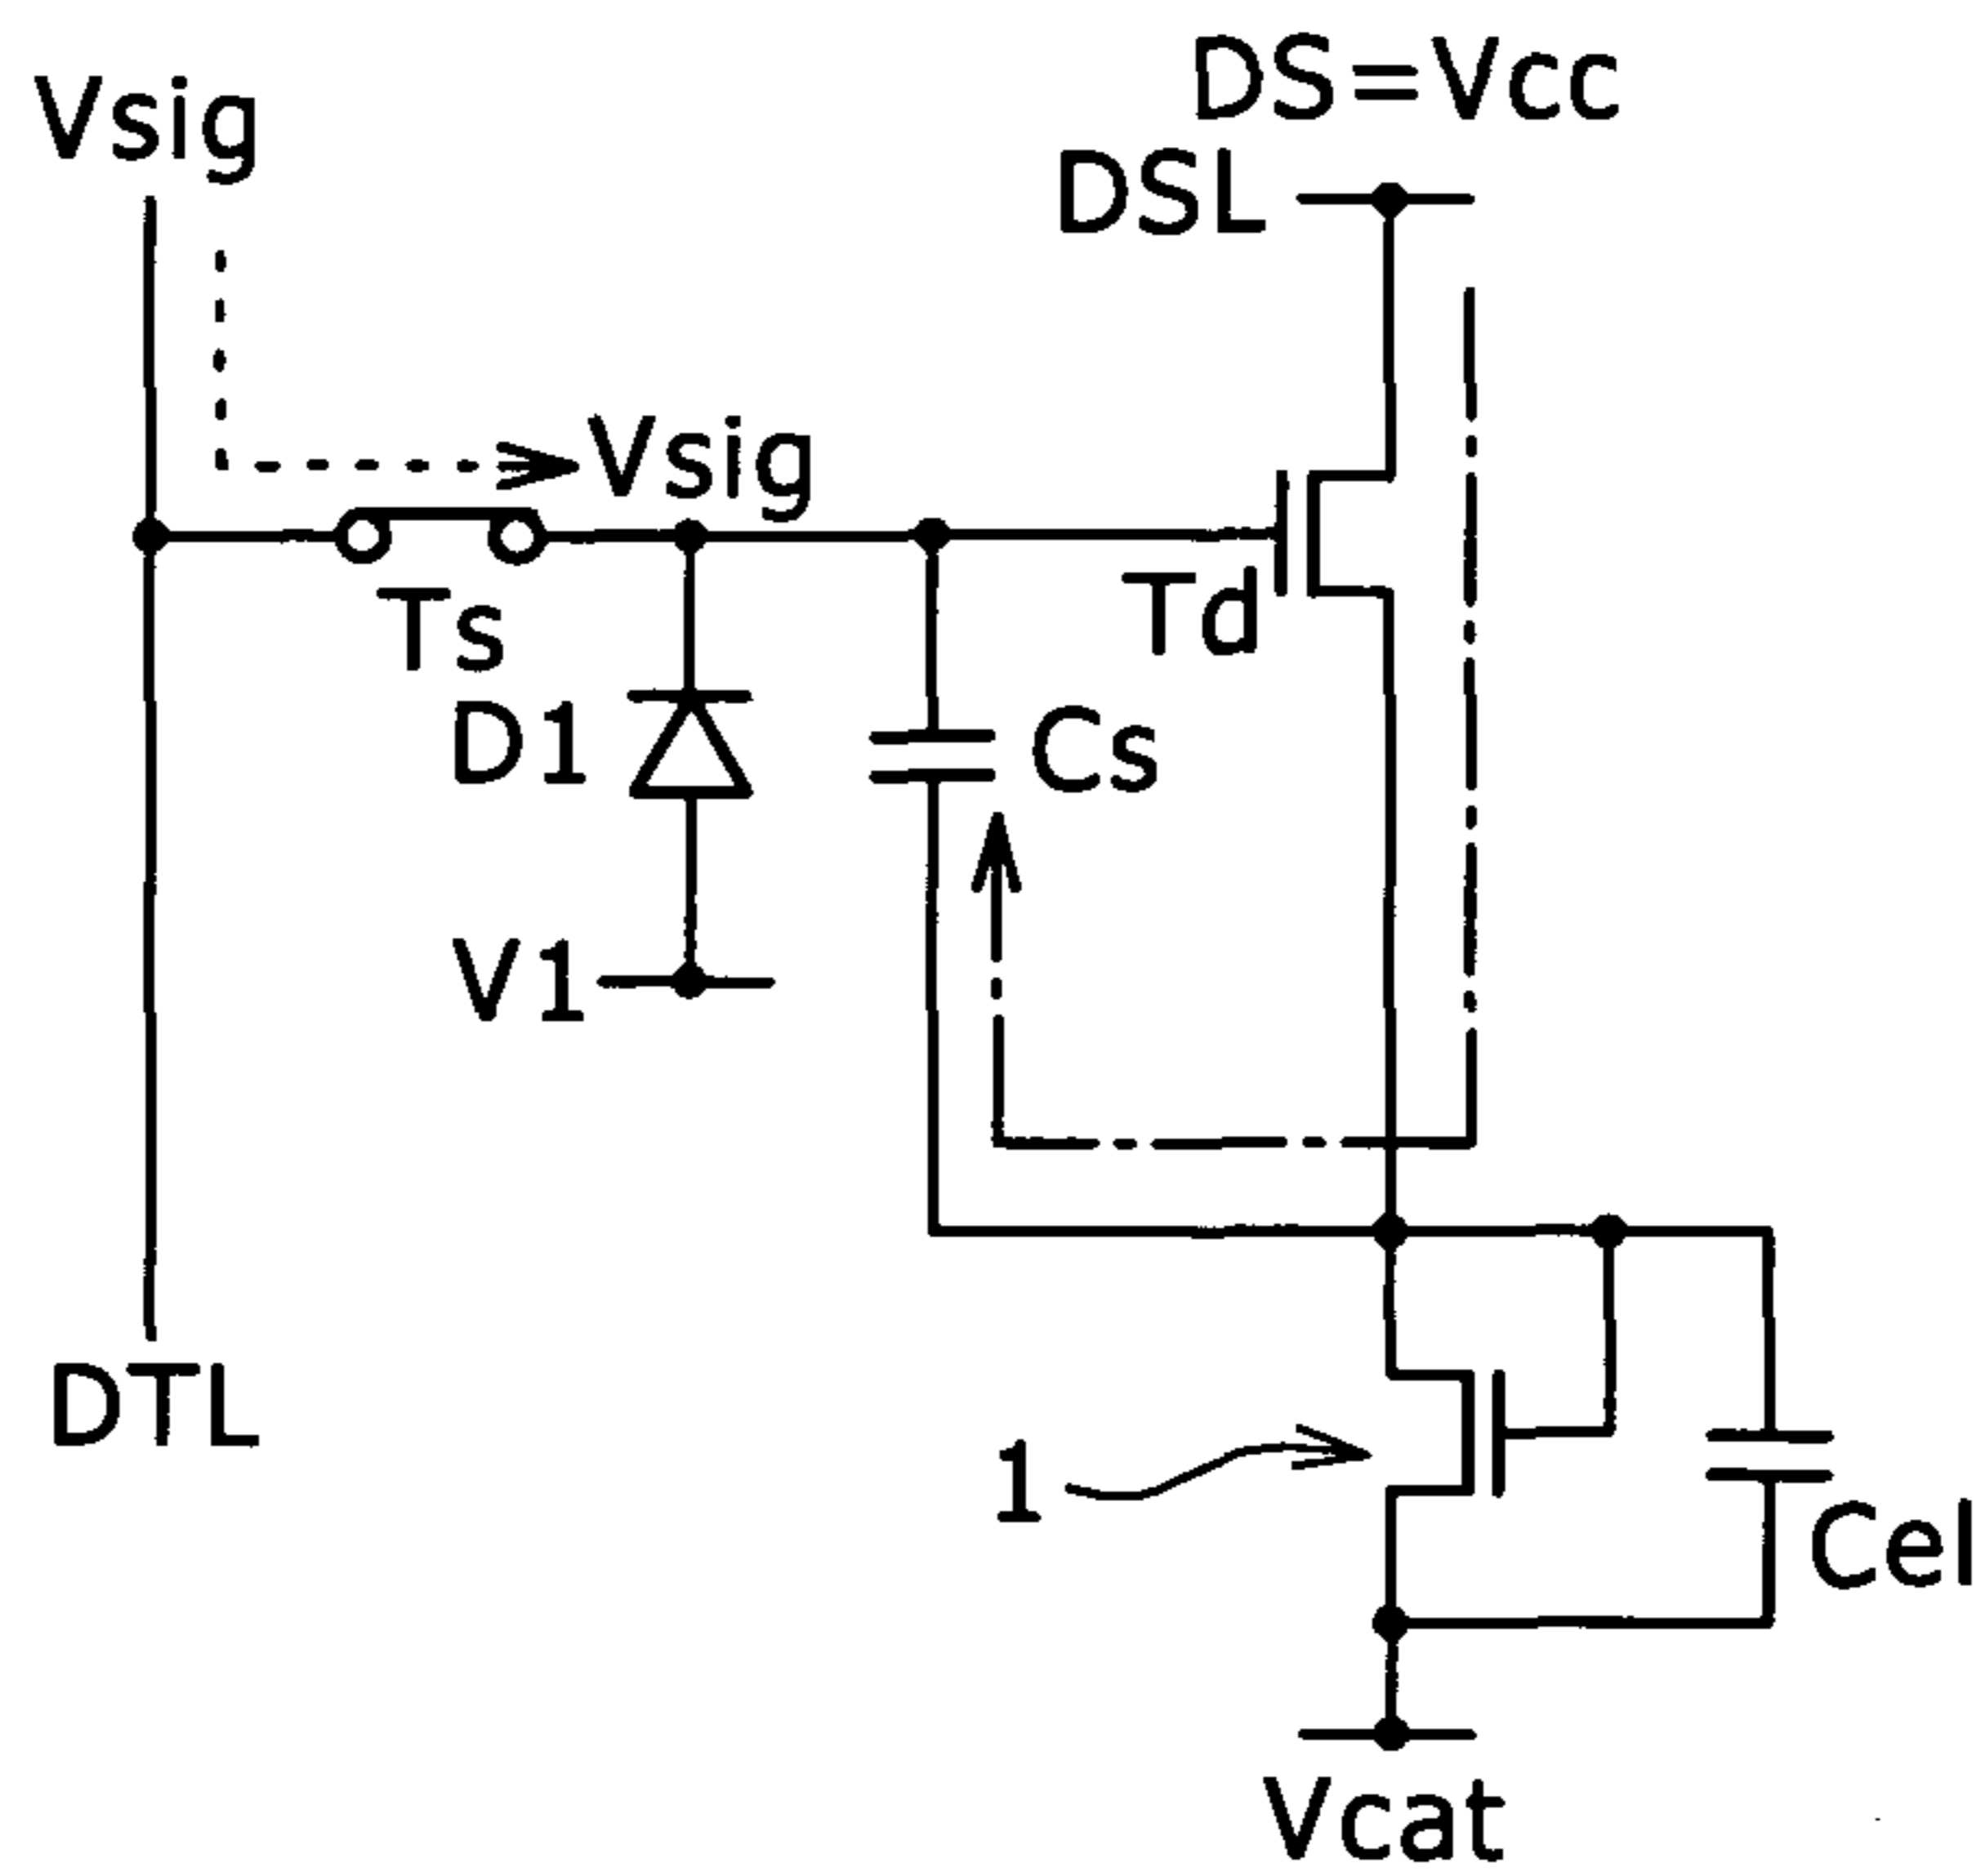 DS=Vcc
Vsig
DSL
Vsig
Td
Ts
D1
Cs
V1
DTL
1
Cel
Vcat